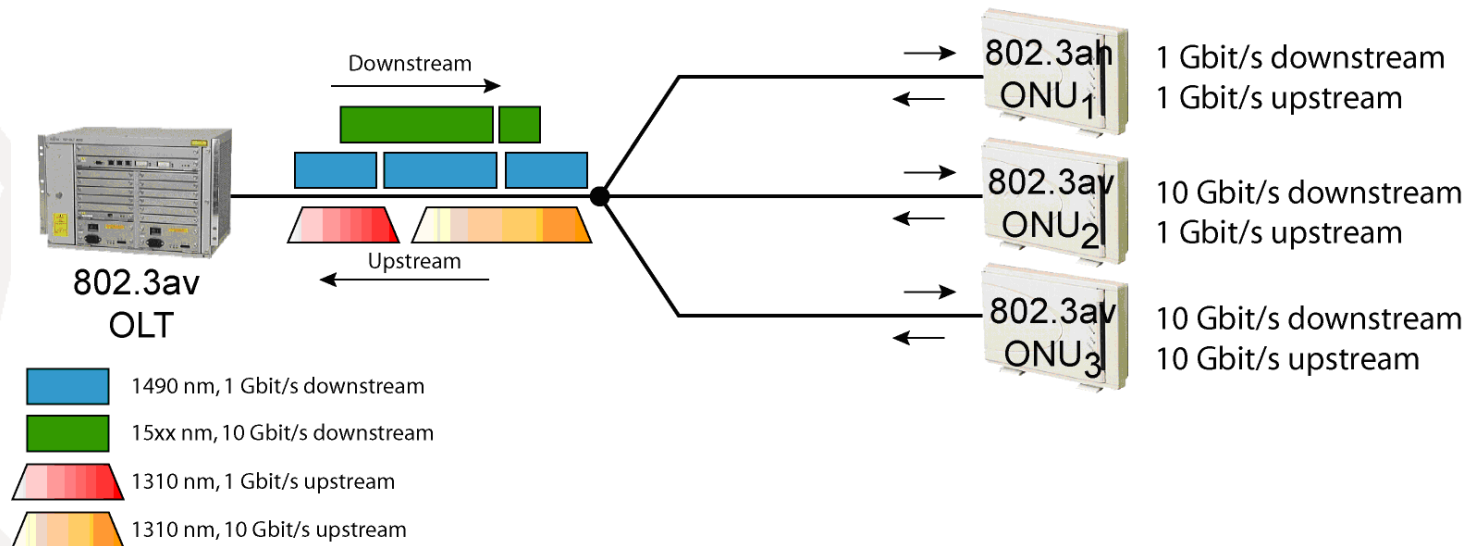 Downstream
802.3ah
ONU1
1 Gbit/s downstream
1 Gbit/s upstream
802.3av
ONU2
10 Gbit/s downstream
1 Gbit/s upstream
Upstream
802.3av
OLT
802.3av
ONU3
10 Gbit/s downstream
10 Gbit/s upstream
1490 nm, 1 Gbit/s downstream
15xx nm, 10 Gbit/s downstream
1310 nm, 1 Gbit/s upstream
1310 nm, 10 Gbit/s upstream